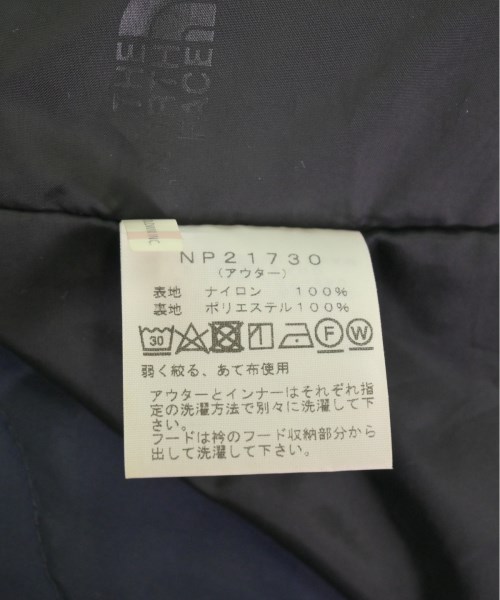 THE
NORTH
FACE
NP21730
(アウター)
表地 ナイロン 100%
裏地 ポリエステル100%
30 F W
弱く絞る、あて布使用
アウターとインナーはそれぞれ指
定の洗濯方法で別々に洗濯して下
さい。
フードは衿のフード収納部分から
出して洗濯して下さい。